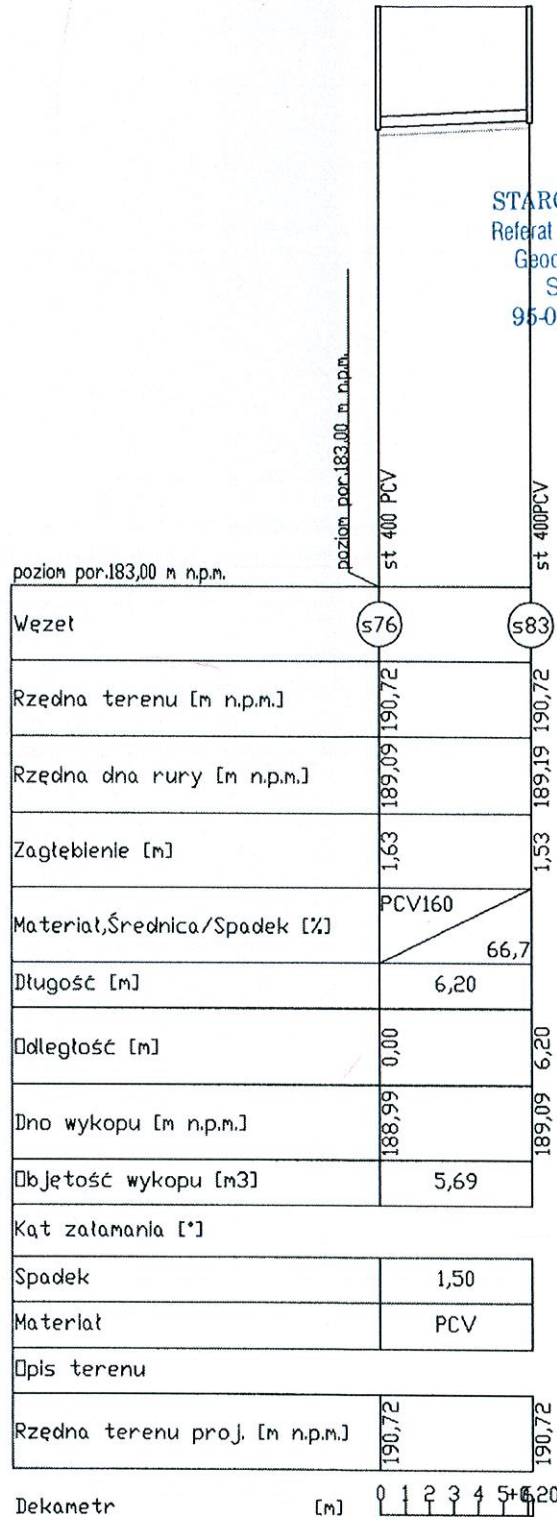 STARO
Referat
Geod
S
95-0
poziom por.183,00 m n.p.m.
st 400 PCV
st 400PCV
poziom por.183,00 m n.p.m.
Węzeł s76 s83
Rzędna terenu [m n.p.m.] 190,72 190,72
Rzędna dna rury [m n.p.m.] 189,09 189,19
Zagłębienie [m] 1,63 1,53
Materiał,Średnica/Spadek [%] PCV160 66,7
Długość [m] 6,20
Odległość [m] 0,00 6,20
Dno wykopu [m n.p.m.] 188,99 189,09
Objętość wykopu [m3] 5,69
Kąt załamania [°]
Spadek 1,50
Materiał PCV
Opis terenu
Rzędna terenu proj. [m n.p.m.] 190,72 190,72
Dekametr [m] 0 1 2 3 4 5 6,20